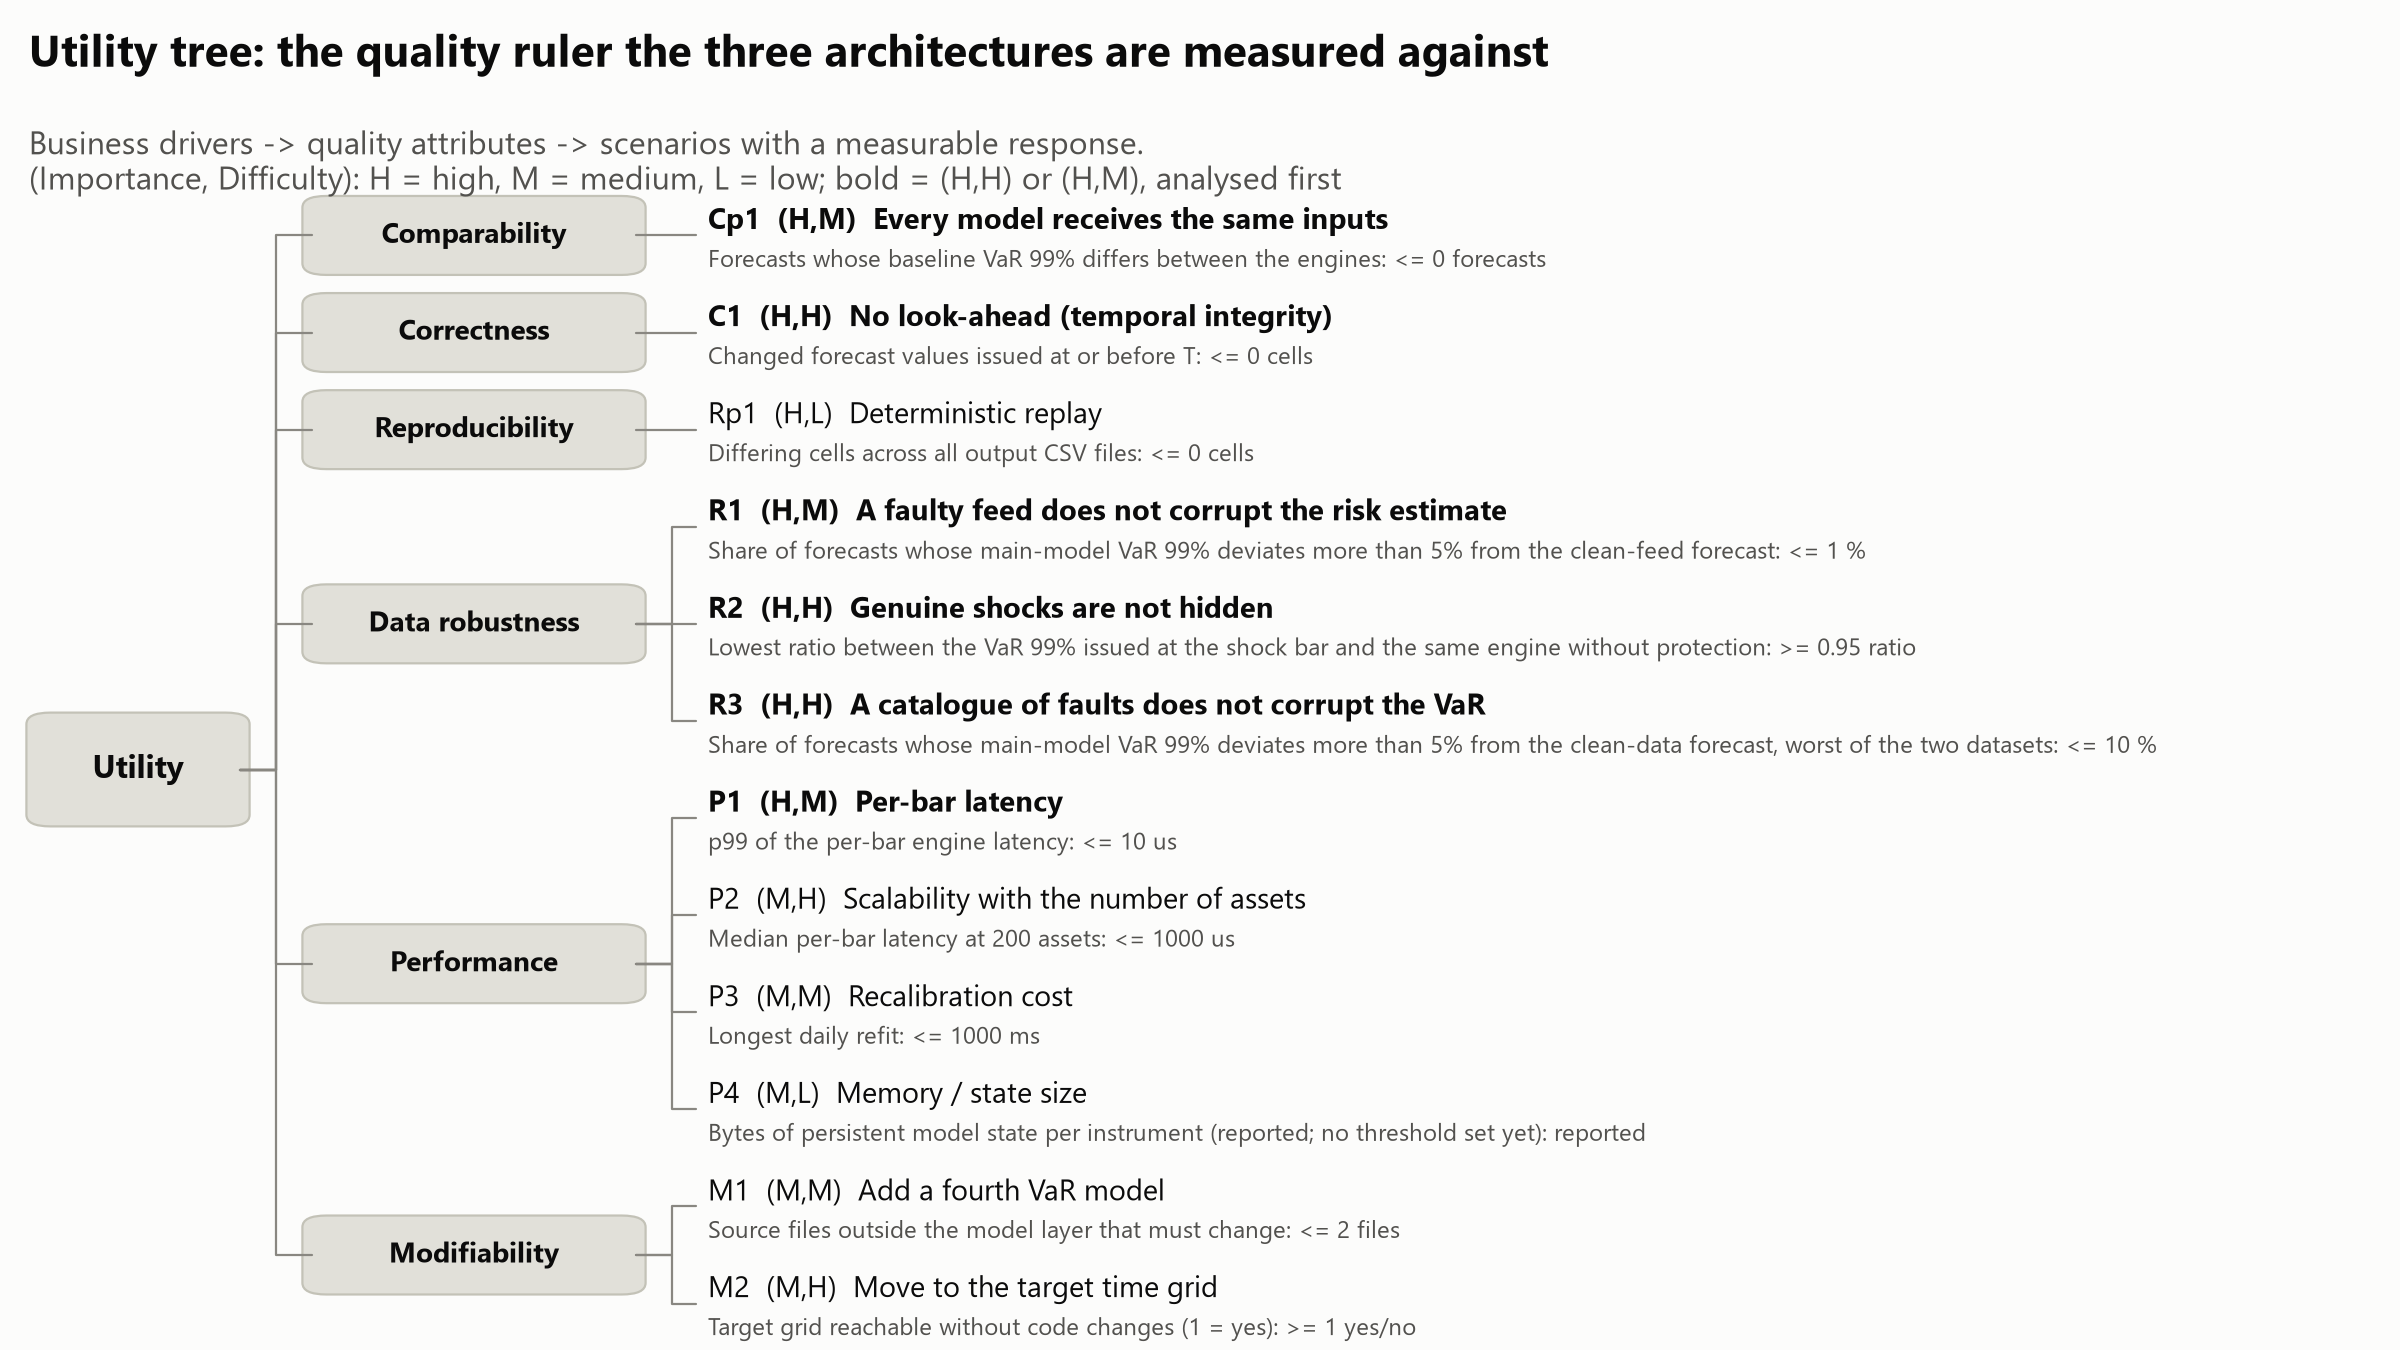 Utility tree: the quality ruler the three architectures are measured against
Business drivers -> quality attributes -> scenarios with a measurable response.
(Importance, Difficulty): H = high, M = medium, L = low; bold = (H,H) or (H,M), analysed first
Comparability
Cp1 (H,M) Every model receives the same inputs
Forecasts whose baseline VaR 99% differs between the engines: <= 0 forecasts
Correctness
C1 (H,H) No look-ahead (temporal integrity)
Changed forecast values issued at or before T: <= 0 cells
Reproducibility
Rp1 (H,L) Deterministic replay
Differing cells across all output CSV files: <= 0 cells
Data robustness
R1 (H,M) A faulty feed does not corrupt the risk estimate
Share of forecasts whose main-model VaR 99% deviates more than 5% from the clean-feed forecast: <= 1 %
R2 (H,H) Genuine shocks are not hidden
Lowest ratio between the VaR 99% issued at the shock bar and the same engine without protection: >= 0.95 ratio
R3 (H,H) A catalogue of faults does not corrupt the VaR
Share of forecasts whose main-model VaR 99% deviates more than 5% from the clean-data forecast, worst of the two datasets: <= 10 %
Utility
Performance
P1 (H,M) Per-bar latency
p99 of the per-bar engine latency: <= 10 us
P2 (M,H) Scalability with the number of assets
Median per-bar latency at 200 assets: <= 1000 us
P3 (M,M) Recalibration cost
Longest daily refit: <= 1000 ms
P4 (M,L) Memory / state size
Bytes of persistent model state per instrument (reported; no threshold set yet): reported
Modifiability
M1 (M,M) Add a fourth VaR model
Source files outside the model layer that must change: <= 2 files
M2 (M,H) Move to the target time grid
Target grid reachable without code changes (1 = yes): >= 1 yes/no